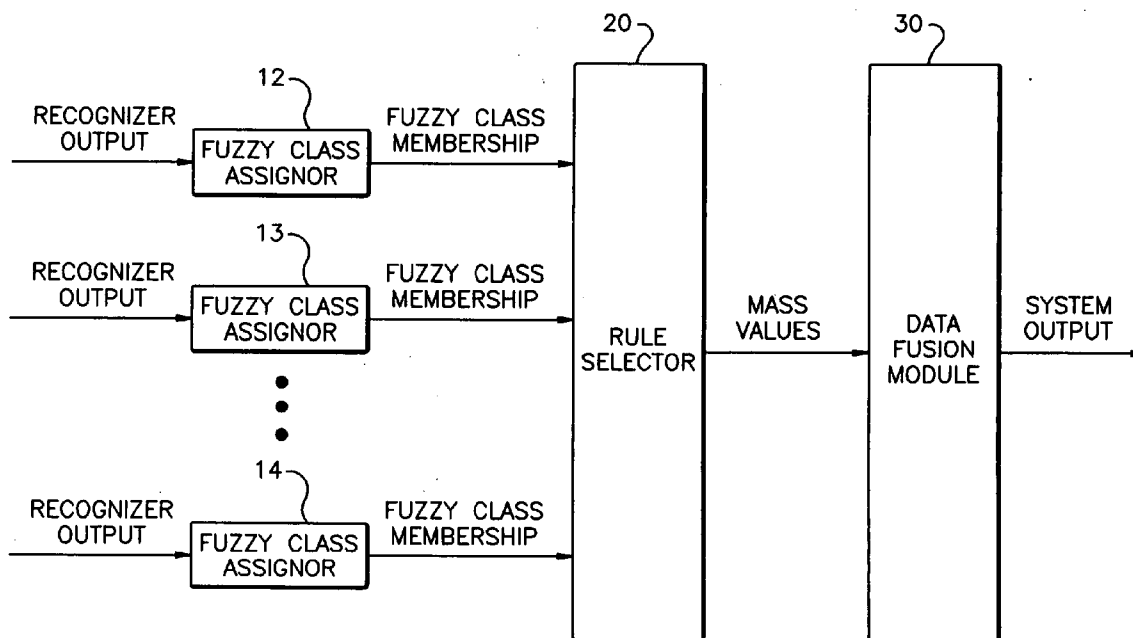 20
30
12
RECOGNIZER
OUTPUT
FUZZY CLASS
ASSIGNOR
FUZZY CLASS
MEMBERSHIP
13
RECOGNIZER
OUTPUT
FUZZY CLASS
ASSIGNOR
FUZZY CLASS
MEMBERSHIP
RULE
SELECTOR
MASS
VALUES
DATA
FUSION
MODULE
SYSTEM
OUTPUT
14
RECOGNIZER
OUTPUT
FUZZY CLASS
ASSIGNOR
FUZZY CLASS
MEMBERSHIP